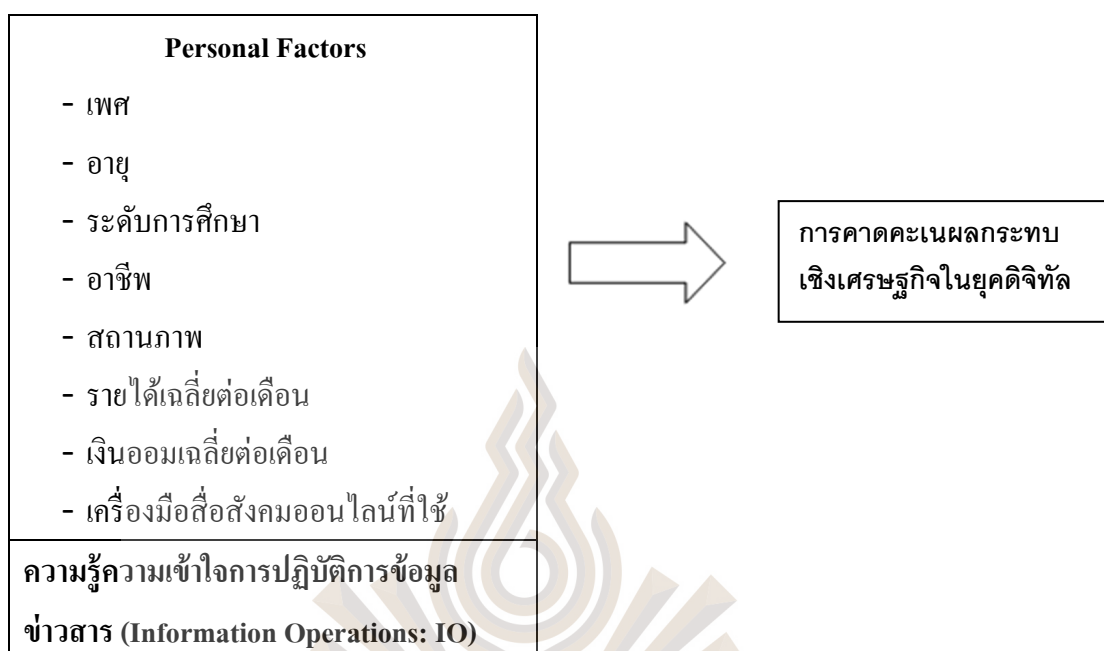 Personal Factors
- เพศ
- อายุ
- ระดับการศึกษา
- อาชีพ
- สถานภาพ
- รายได้เฉลี่ยต่อเดือน
- เงินออมเฉลี่ยต่อเดือน
- เครื่องมือสื่อสังคมออนไลน์ที่ใช้
ความรู้ความเข้าใจการปฏิบัติการข้อมูล
ข่าวสาร (Information Operations: IO)
การคาดคะเนผลกระทบ
เชิงเศรษฐกิจในยุคดิจิทัล